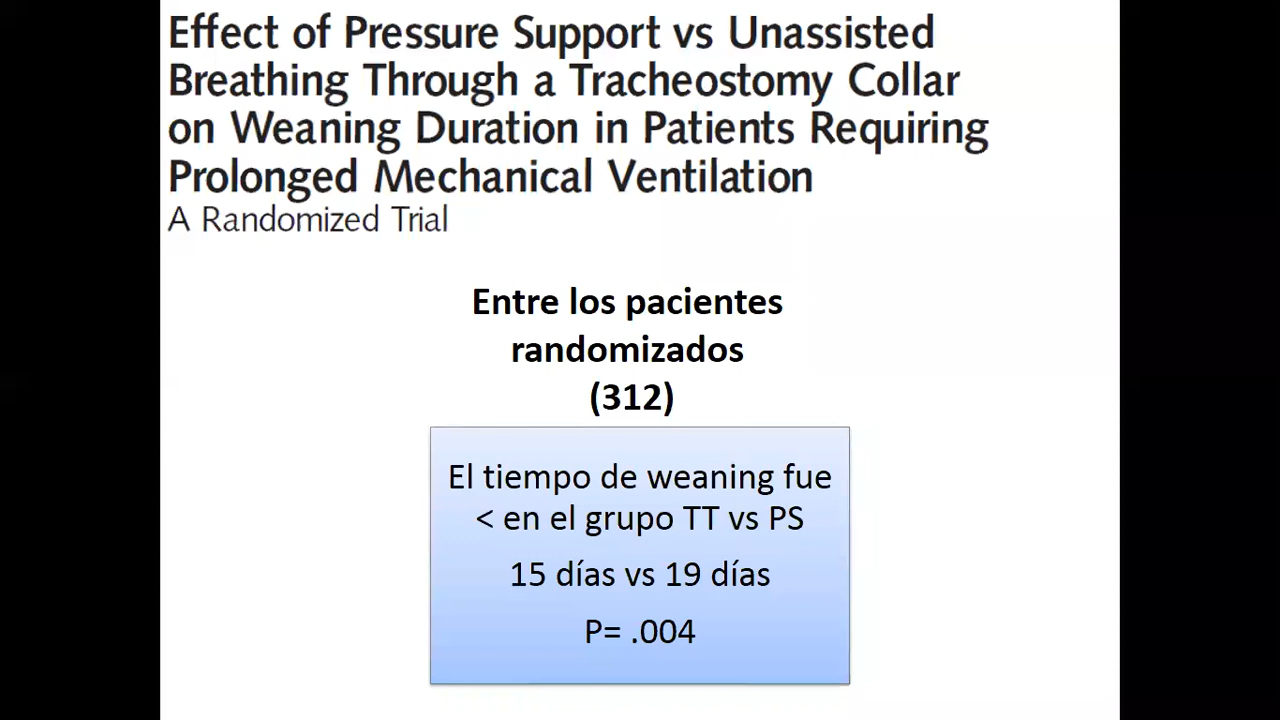 Effect of Pressure Support vs Unassisted
Breathing Through a Tracheostomy Collar
on Weaning Duration in Patients Requiring
Prolonged Mechanical Ventilation
A Randomized Trial
Entre los pacientes
randomizados
(312)
El tiempo de weaning fue
< en el grupo TT vs PS
15 días vs 19 días
P= .004